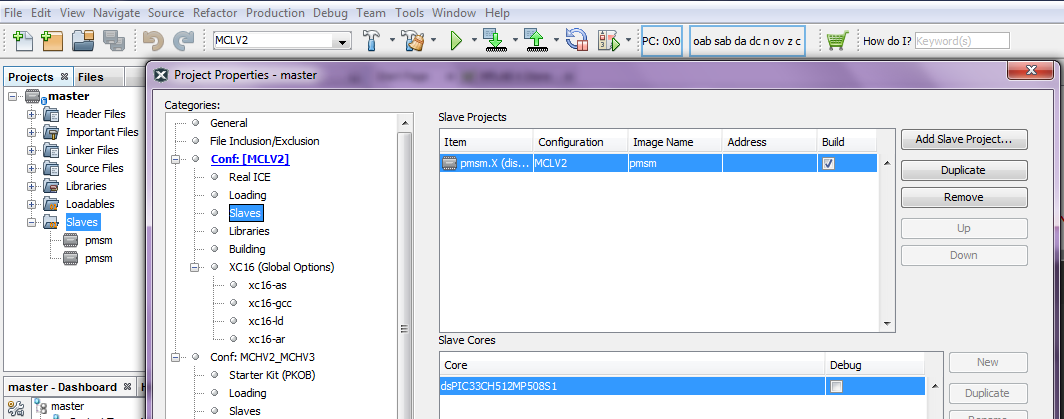 File Edit View Navigate Source Refactor Production Debug Team Tools Window Help
MCLV2
PC: 0x0
oab sab da dc n ov z c
How do I?
Keyword(s)
Projects
Files
master
Header Files
Important Files
Linker Files
Source Files
Libraries
Loadables
Slaves
pmsm
pmsm
master - Dashboard
master
Project Properties - master
Categories:
General
File Inclusion/Exclusion
Conf: [MCLV2]
Real ICE
Loading
Slaves
Libraries
Building
XC16 (Global Options)
xc16-as
xc16-gcc
xc16-ld
xc16-ar
Conf: MCHV2_MCHV3
Starter Kit (PKOB)
Loading
Slaves
Slave Projects
Item Configuration Image Name Address Build
pmsm.X (dis... MCLV2 pmsm
Add Slave Project...
Duplicate
Remove
Up
Down
Slave Cores
Core Debug
dsPIC33CH512MP508S1
New
Duplicate